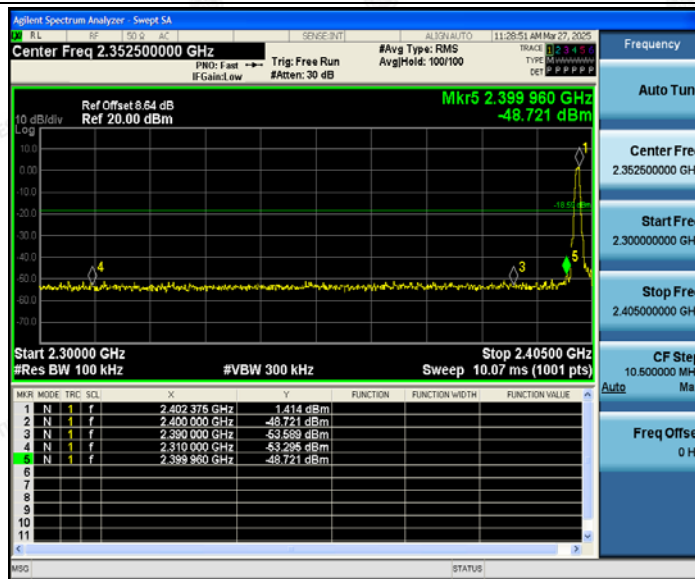 Agilent Spectrum Analyzer - Swept SA
RL RF 50 Ω AC SENSE:INT ALIGNAUTO 11:28:51 AM Mar 27, 2025
Center Freq 2.352500000 GHz
PNO: Fast
IFGain:Low
Trig: Free Run
#Atten: 30 dB
#Avg Type: RMS
Avg|Hold: 100/100
TRACE 1 2 3 4 5 6
TYPE M
DET P P P P P P
Mkr5 2.399 960 GHz
-48.721 dBm
Ref Offset 8.64 dB
Ref 20.00 dBm
10 dB/div
Log
10.0
0.00
-10.0
-20.0
-30.0
-40.0
-50.0
-60.0
-70.0
1
-18.59 dBm
4
3
5
Start 2.30000 GHz Stop 2.40500 GHz
#Res BW 100 kHz #VBW 300 kHz Sweep 10.07 ms (1001 pts)
MKR MODE TRC SCL X Y FUNCTION FUNCTION WIDTH FUNCTION VALUE
1 N 1 f 2.402 375 GHz 1.414 dBm
2 N 1 f 2.400 000 GHz -48.721 dBm
3 N 1 f 2.390 000 GHz -53.589 dBm
4 N 1 f 2.310 000 GHz -53.295 dBm
5 N 1 f 2.399 960 GHz -48.721 dBm
6
7
8
9
10
11
MSG STATUS
Frequency
Auto Tun
Center Fre
2.352500000 GH
Start Fre
2.300000000 GH
Stop Fre
2.405000000 GH
CF Step
10.500000 MH
Auto Ma
Freq Offse
0 H